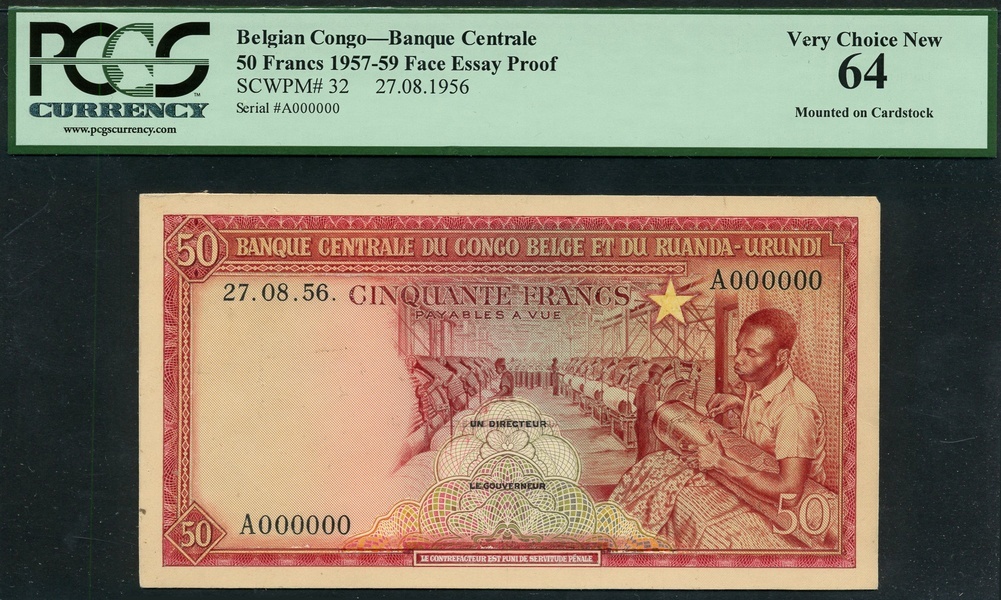 PCGS
CURRENCY
™
www.pcgscurrency.com
Belgian Congo—Banque Centrale
50 Francs 1957-59 Face Essay Proof
SCWPM# 32 27.08.1956
Serial #A000000
Very Choice New
64
Mounted on Cardstock
50 BANQUE CENTRALE DU CONGO BELGE ET DU RUANDA-URUNDI
27.08.56. CINQUANTE FRANCS A000000
PAYABLES A VUE
UN DIRECTEUR
LE GOUVERNEUR
50 A000000 50
LE CONTREFACTEUR EST PUNI DE SERVITUDE PÉNALE